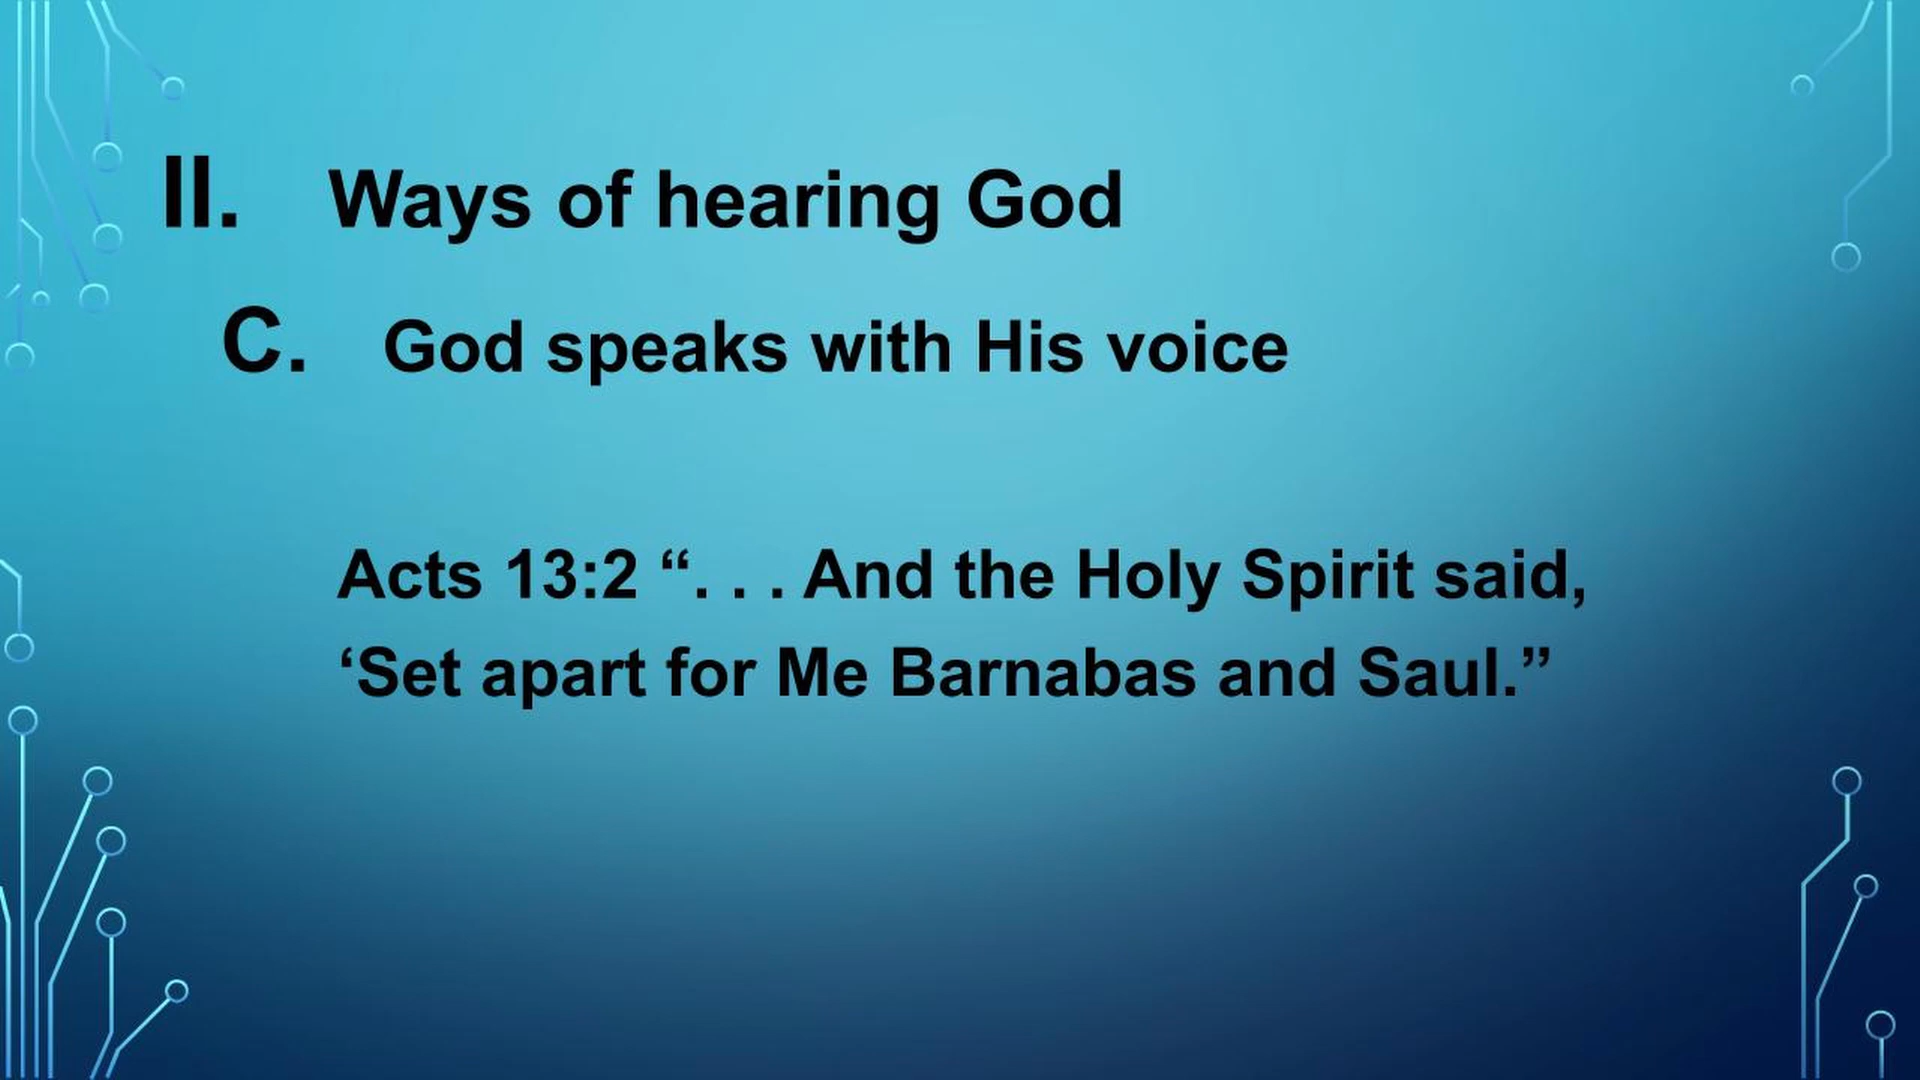 II. Ways of hearing God
C. God speaks with His voice
Acts 13:2 “. . . And the Holy Spirit said,
‘Set apart for Me Barnabas and Saul.”